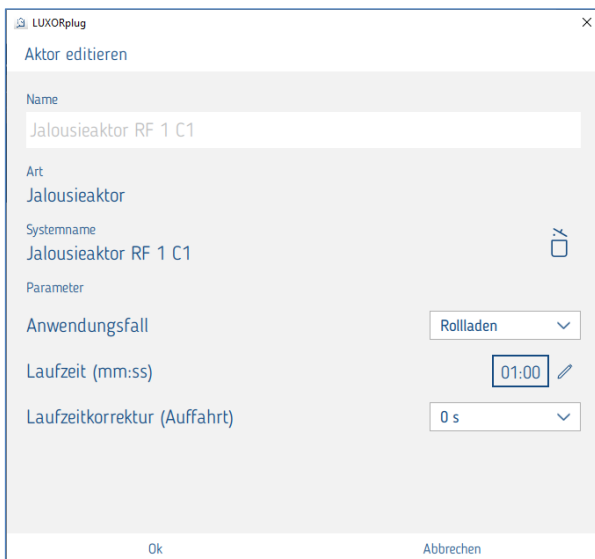 LUXORplug
Aktor editieren
Name
Jalousieaktor RF 1 C1
Art
Jalousieaktor
Systemname
Jalousieaktor RF 1 C1
Parameter
Anwendungsfall Rollladen
Laufzeit (mm:ss) 01:00
Laufzeitkorrektur (Auffahrt) 0 s
Ok Abbrechen